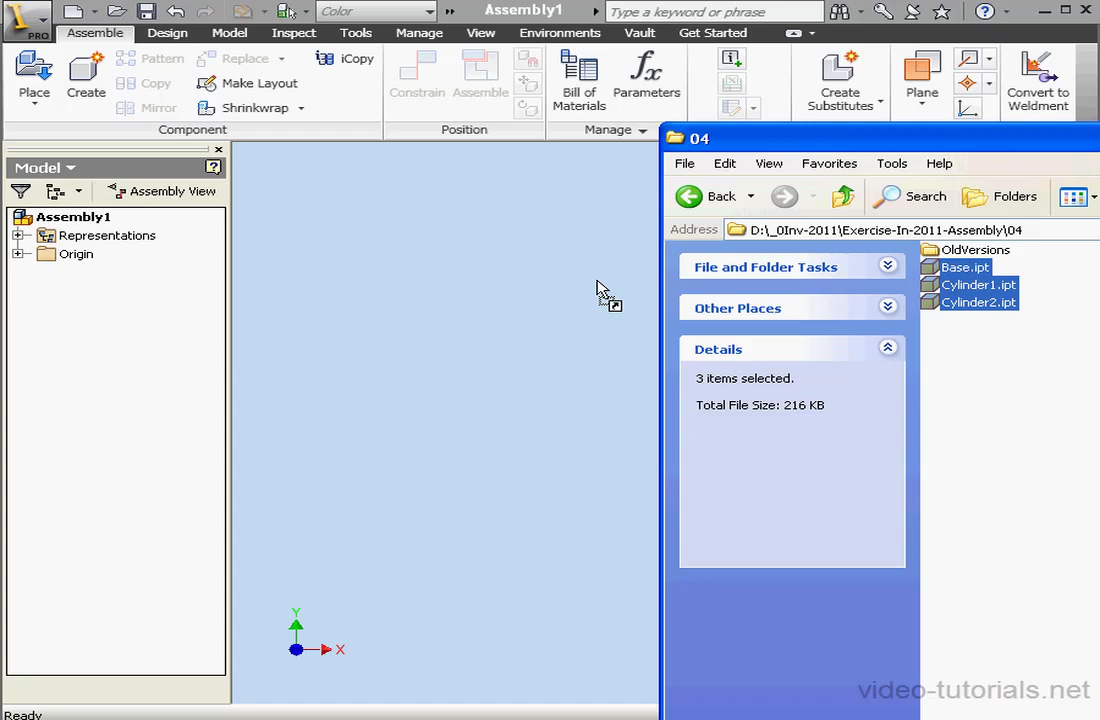 PRO
Color
Assembly1
Type a keyword or phrase
Assemble Design Model Inspect Tools Manage View Environments Vault Get Started
Place
Create
Pattern
Copy
Mirror
Replace
Make Layout
Shrinkwrap
iCopy
Component
Constrain
Assemble
Position
Bill of
Materials
fx
Parameters
Manage
Create
Substitutes
Plane
Convert to
Weldment
Model
Assembly View
Assembly1
Representations
Origin
Y
X
Ready
04
File Edit View Favorites Tools Help
Back
Search
Folders
Address D:\_0Inv-2011\Exercise-In-2011-Assembly\04
File and Folder Tasks
Other Places
Details
3 items selected.
Total File Size: 216 KB
OldVersions
Base.ipt
Cylinder1.ipt
Cylinder2.ipt
video-tutorials.net